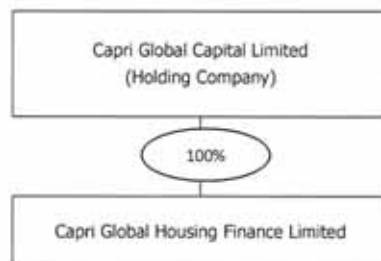 Capri Global Capital Limited
(Holding Company)
100%
Capri Global Housing Finance Limited